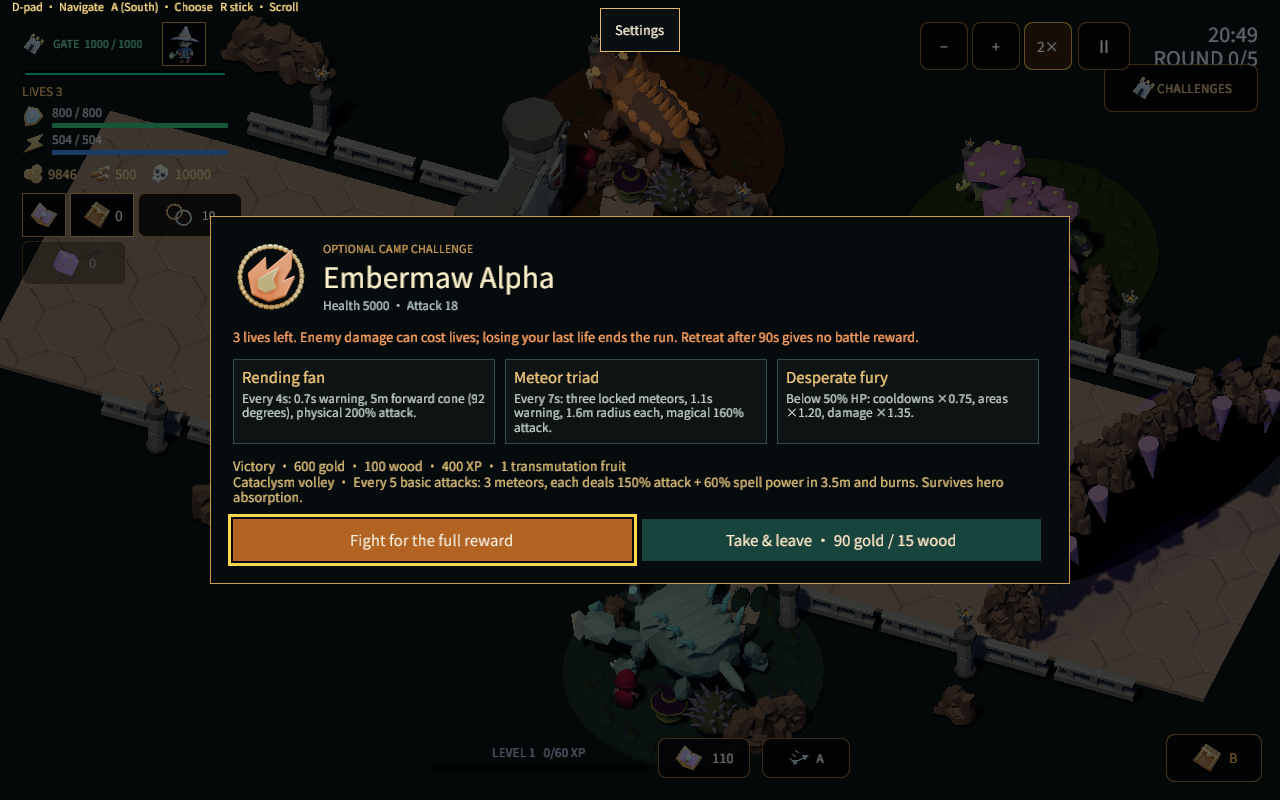 D-pad • Navigate A (South) • Choose R stick • Scroll
Settings
GATE 1000 / 1000
− + 2× II
20:49
ROUND 0/5
CHALLENGES
LIVES 3
800 / 800
504 / 504
9846 500 10000
0
0
OPTIONAL CAMP CHALLENGE
Embermaw Alpha
Health 5000 • Attack 18
3 lives left. Enemy damage can cost lives; losing your last life ends the run. Retreat after 90s gives no battle reward.
Rending fan
Every 4s: 0.7s warning, 5m forward cone (92
degrees), physical 200% attack.
Meteor triad
Every 7s: three locked meteors, 1.1s
warning, 1.6m radius each, magical 160%
attack.
Desperate fury
Below 50% HP: cooldowns ×0.75, areas
×1.20, damage ×1.35.
Victory • 600 gold • 100 wood • 400 XP • 1 transmutation fruit
Cataclysm volley • Every 5 basic attacks: 3 meteors, each deals 150% attack + 60% spell power in 3.5m and burns. Survives hero
absorption.
Fight for the full reward
Take & leave • 90 gold / 15 wood
LEVEL 1 0/60 XP
110
A
B